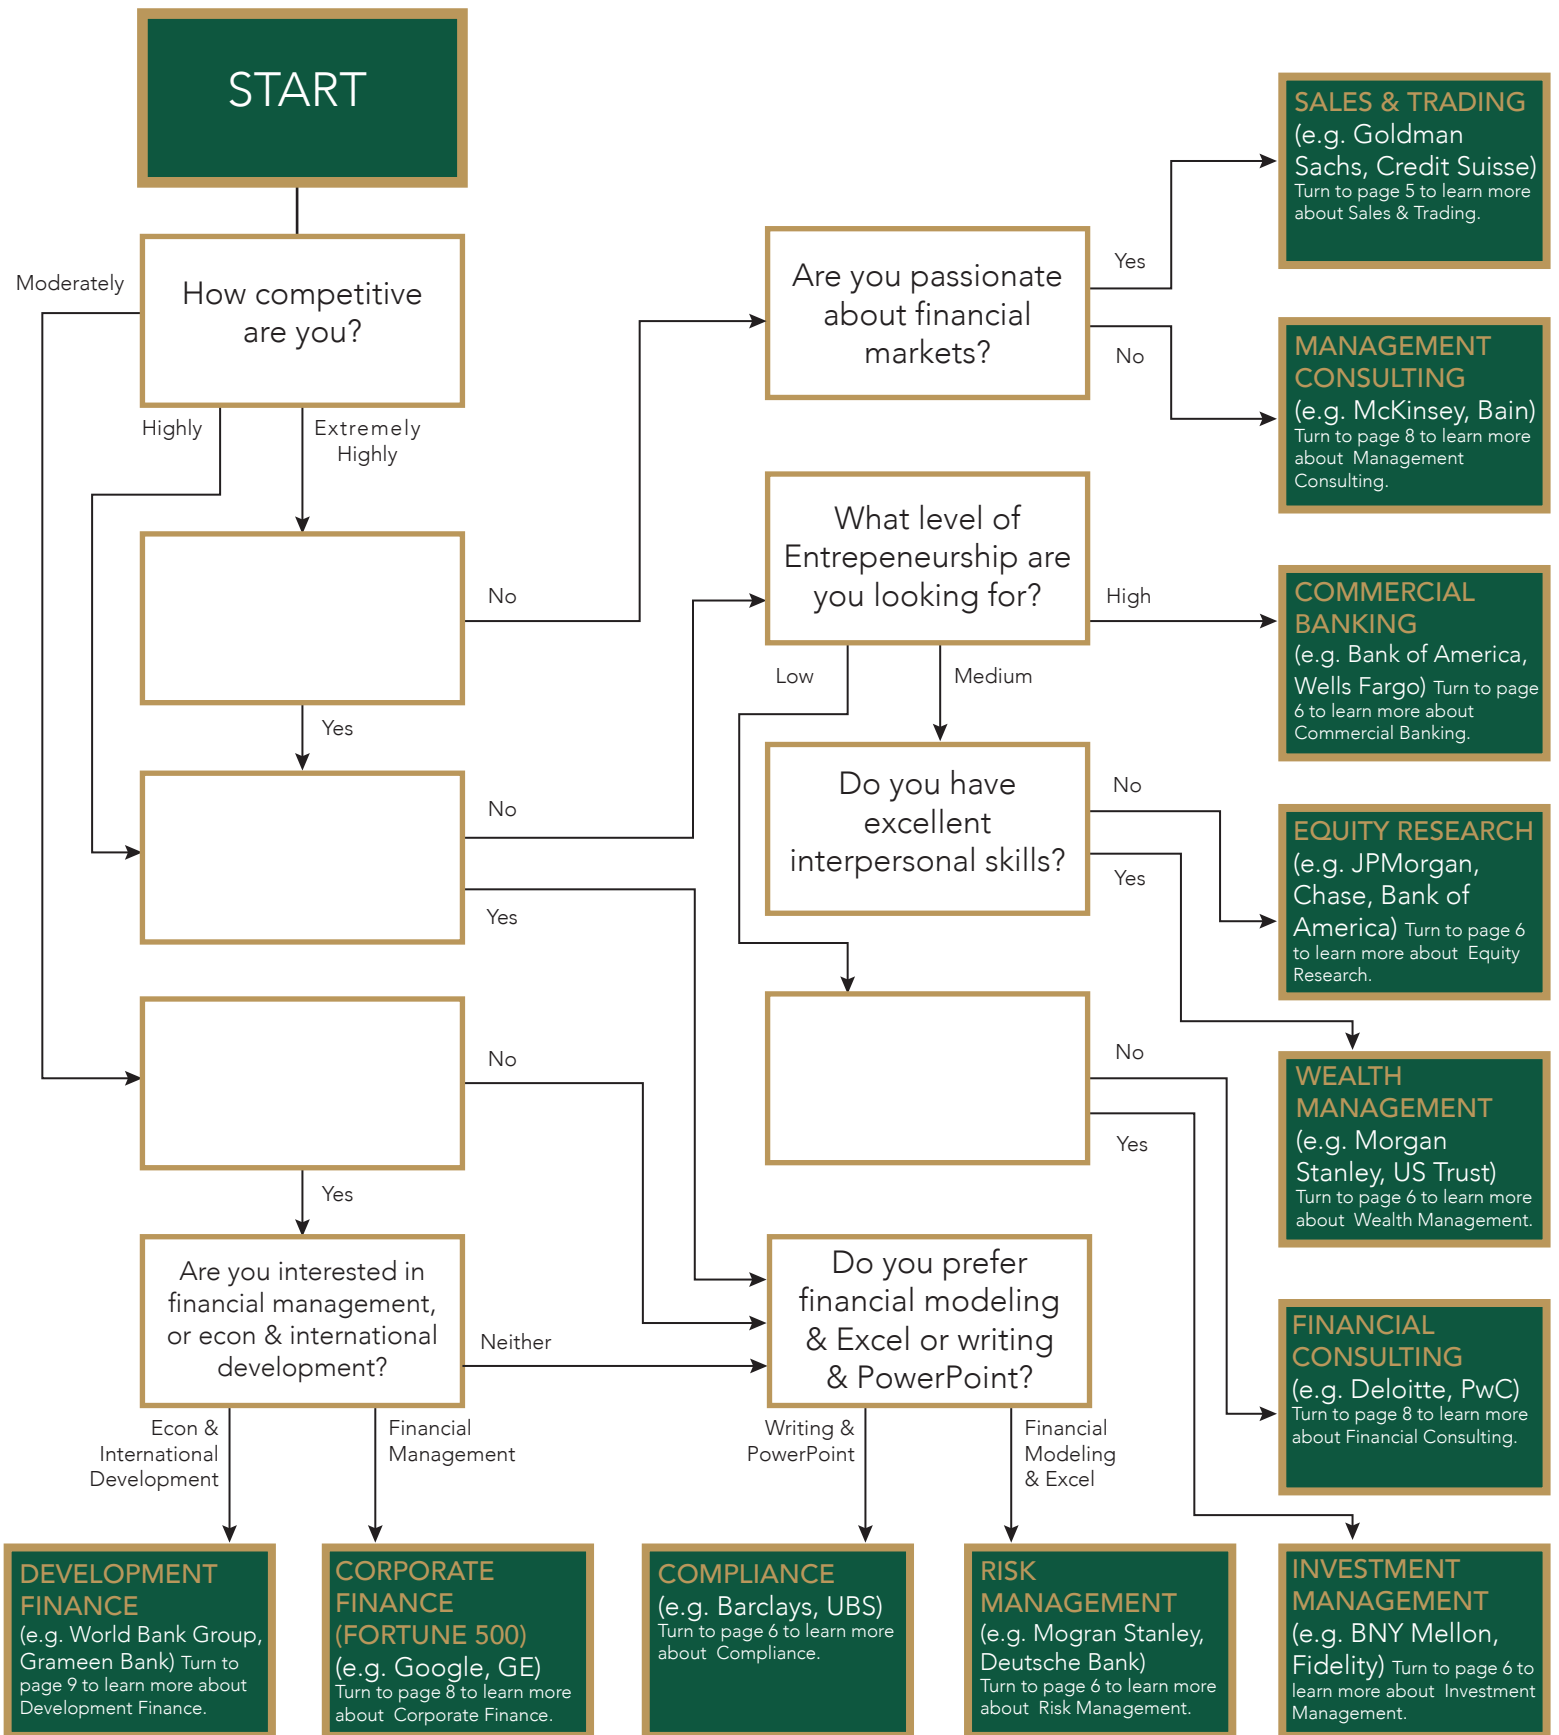 START
How competitive
are you?
Moderately
Highly
Extremely
Highly
No
Yes
No
Yes
No
Yes
Are you interested in
financial management,
or econ & international
development?
Neither
Econ &
International
Development
Financial
Management
Are you passionate
about financial
markets?
Yes
No
What level of
Entrepeneurship are
you looking for?
High
Low
Medium
Do you have
excellent
interpersonal skills?
No
Yes
No
Yes
Do you prefer
financial modeling
& Excel or writing
& PowerPoint?
Writing &
PowerPoint
Financial
Modeling
& Excel
SALES & TRADING
(e.g. Goldman
Sachs, Credit Suisse)
Turn to page 5 to learn more
about Sales & Trading.
MANAGEMENT
CONSULTING
(e.g. McKinsey, Bain)
Turn to page 8 to learn more
about Management
Consulting.
COMMERCIAL
BANKING
(e.g. Bank of America,
Wells Fargo) Turn to page
6 to learn more about
Commercial Banking.
EQUITY RESEARCH
(e.g. JPMorgan,
Chase, Bank of
America) Turn to page 6
to learn more about Equity
Research.
WEALTH
MANAGEMENT
(e.g. Morgan
Stanley, US Trust)
Turn to page 6 to learn more
about Wealth Management.
FINANCIAL
CONSULTING
(e.g. Deloitte, PwC)
Turn to page 8 to learn more
about Financial Consulting.
DEVELOPMENT
FINANCE
(e.g. World Bank Group,
Grameen Bank) Turn to
page 9 to learn more about
Development Finance.
CORPORATE
FINANCE
(FORTUNE 500)
(e.g. Google, GE)
Turn to page 8 to learn more
about Corporate Finance.
COMPLIANCE
(e.g. Barclays, UBS)
Turn to page 6 to learn more
about Compliance.
RISK
MANAGEMENT
(e.g. Mogran Stanley,
Deutsche Bank)
Turn to page 6 to learn more
about Risk Management.
INVESTMENT
MANAGEMENT
(e.g. BNY Mellon,
Fidelity) Turn to page 6 to
learn more about Investment
Management.